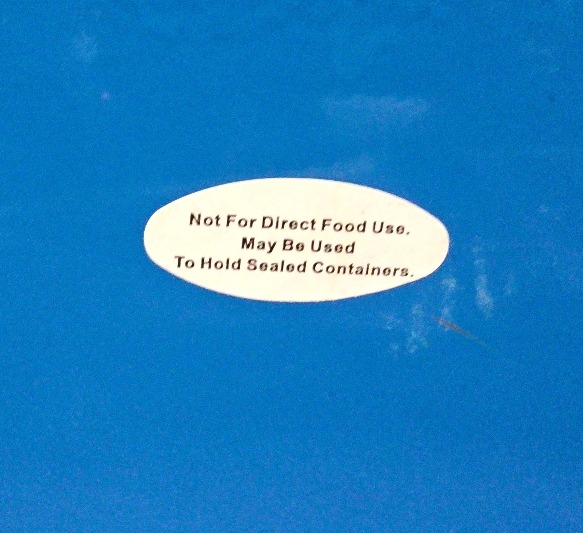 Not For Direct Food Use.
May Be Used
To Hold Sealed Containers.